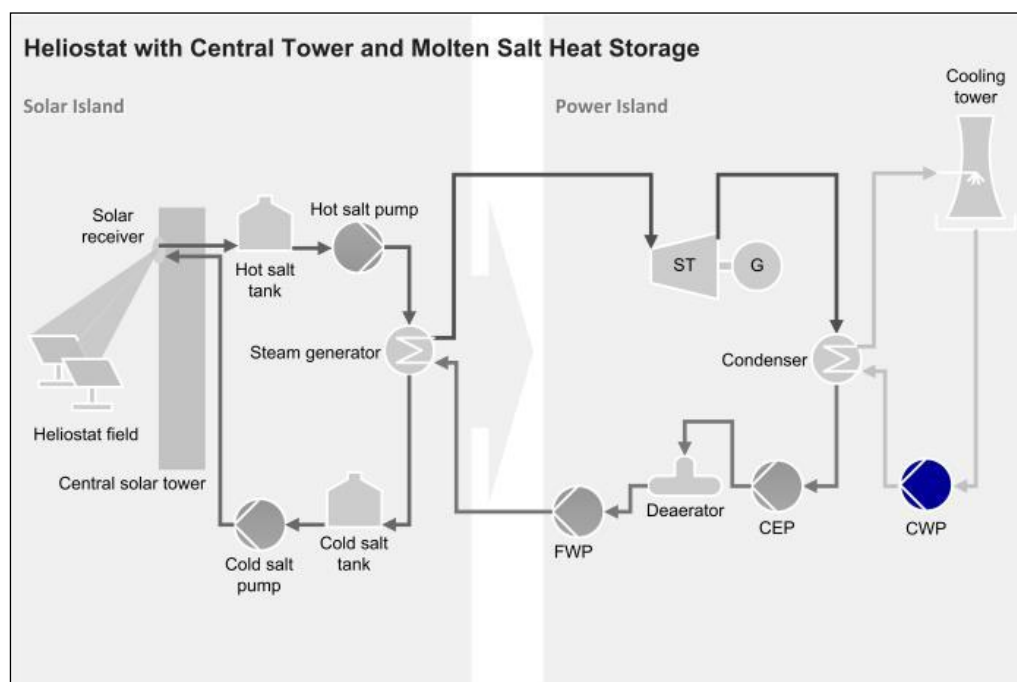 Heliostat with Central Tower and Molten Salt Heat Storage
Solar Island
Power Island
Cooling
tower
Solar
receiver
Hot salt pump
Hot salt
tank
ST
G
Steam generator
Condenser
Heliostat field
Central solar tower
Cold salt
pump
Cold salt
tank
FWP
Deaerator
CEP
CWP